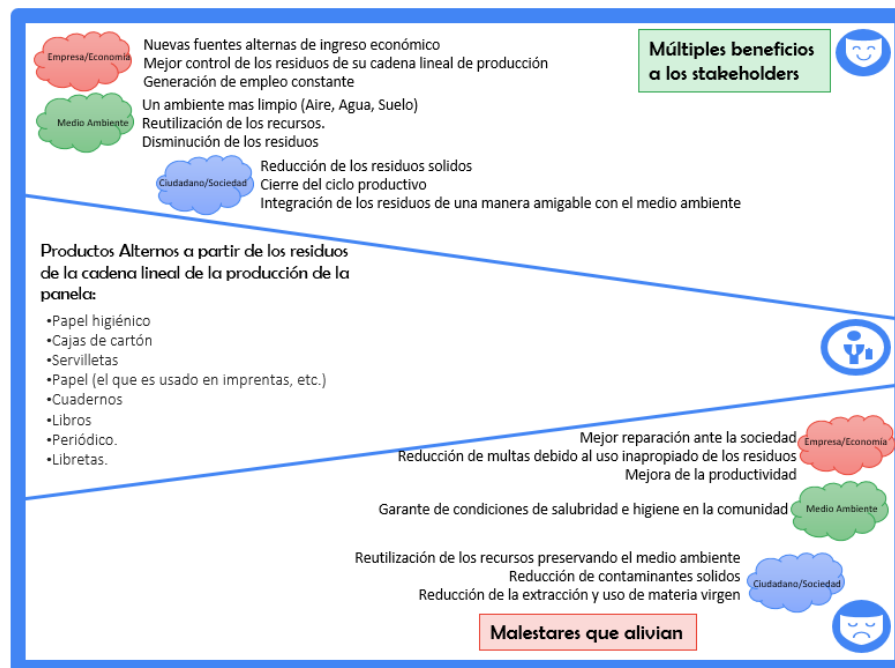 Múltiples beneficios
a los stakeholders
Empresa/Economía
Nuevas fuentes alternas de ingreso económico
Mejor control de los residuos de su cadena lineal de producción
Generación de empleo constante
Medio Ambiente
Un ambiente mas limpio (Aire, Agua, Suelo)
Reutilización de los recursos.
Disminución de los residuos
Ciudadano/Sociedad
Reducción de los residuos solidos
Cierre del ciclo productivo
Integración de los residuos de una manera amigable con el medio ambiente
Productos Alternos a partir de los residuos
de la cadena lineal de la producción de la
panela:
•Papel higiénico
•Cajas de cartón
•Servilletas
•Papel (el que es usado en imprentas, etc.)
•Cuadernos
•Libros
•Periódico.
•Libretas.
Mejor reparación ante la sociedad
Reducción de multas debido al uso inapropiado de los residuos
Mejora de la productividad
Empresa/Economía
Garante de condiciones de salubridad e higiene en la comunidad
Medio Ambiente
Reutilización de los recursos preservando el medio ambiente
Reducción de contaminantes solidos
Reducción de la extracción y uso de materia virgen
Ciudadano/Sociedad
Malestares que alivian